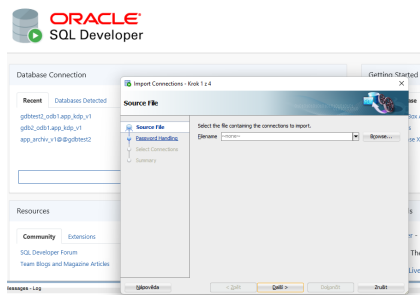 ORACLE
SQL Developer
Database Connection
Getting Started
Recent
Databases Detected
gdbtest2_odb1.app_kdp_v1
gdb2_odb1.app_kdp_v1
app_archiv_v1@@gdbtest2
Import Connections - Krok 1 z 4
Source File
Source File
Password Handling
Select Connections
Summary
Select the file containing the connections to import.
Filename
<none>
Browse...
Resources
Community
Extensions
SQL Developer Forum
Team Blogs and Magazine Articles
Messages - Log
Nápověda
< Zpět
Další >
Dokončit
Zrušit
The
Live